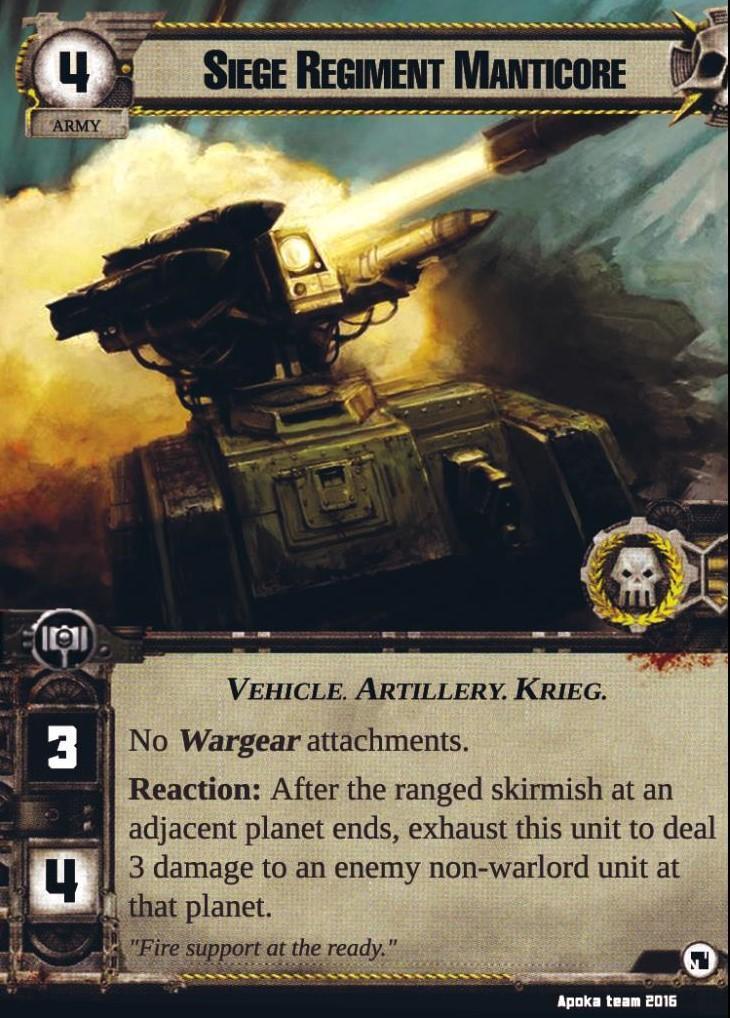 4
SIEGE REGIMENT MANTICORE
ARMY
VEHICLE. ARTILLERY. KRIEG.
3
No Wargear attachments.
Reaction: After the ranged skirmish at an
adjacent planet ends, exhaust this unit to deal
4
3 damage to an enemy non-warlord unit at
that planet.
"Fire support at the ready."
Apoka team 2016